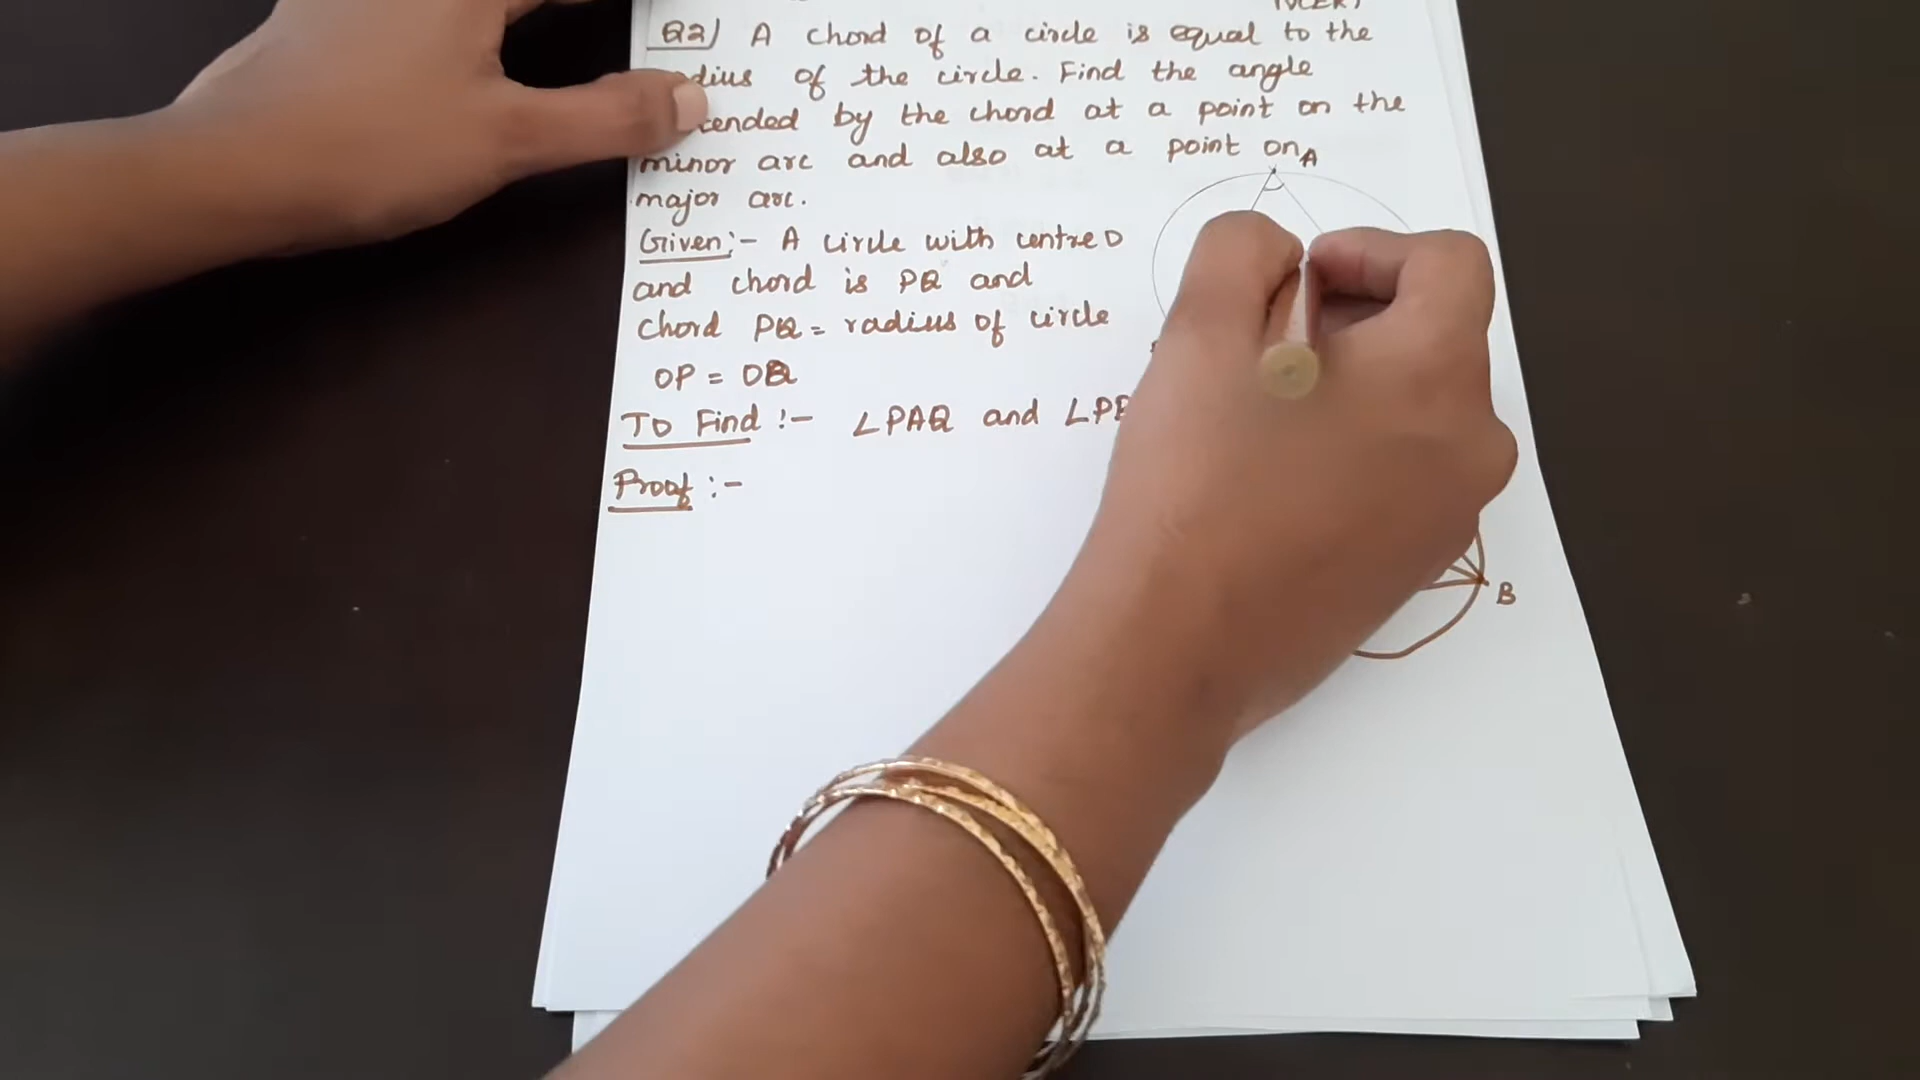 Q2) A chord of a circle is equal to the
of the circle. Find the angle
by the chord at a point on the
minor arc and also at a point on
A
major arc.
Given:- A circle with centre O
and chord is PQ and
Chord PQ = radius of circle
OP = OQ
To Find :- ∠PAQ and
Proof :-
B